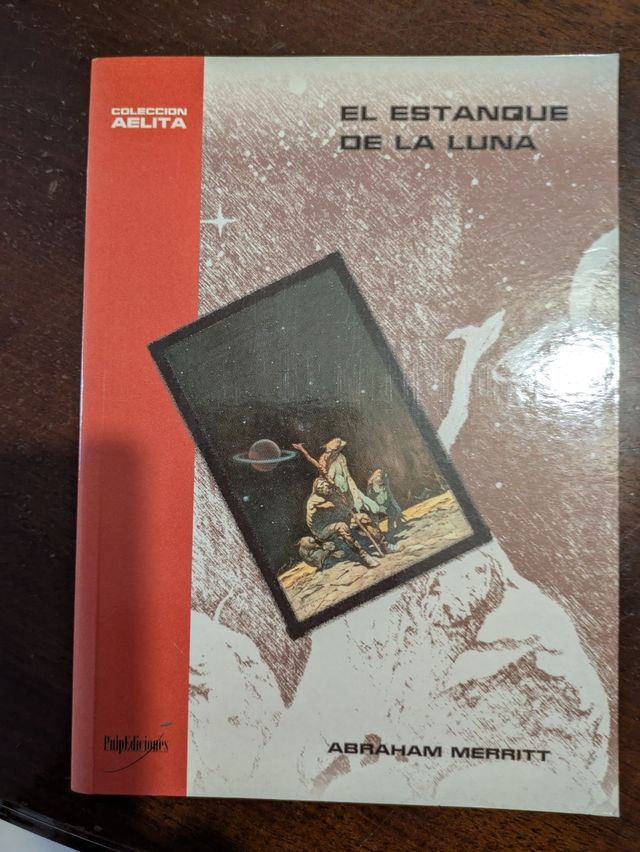 COLECCION
AELITA
EL ESTANQUE
DE LA LUNA
PulpEdiciones
ABRAHAM MERRITT